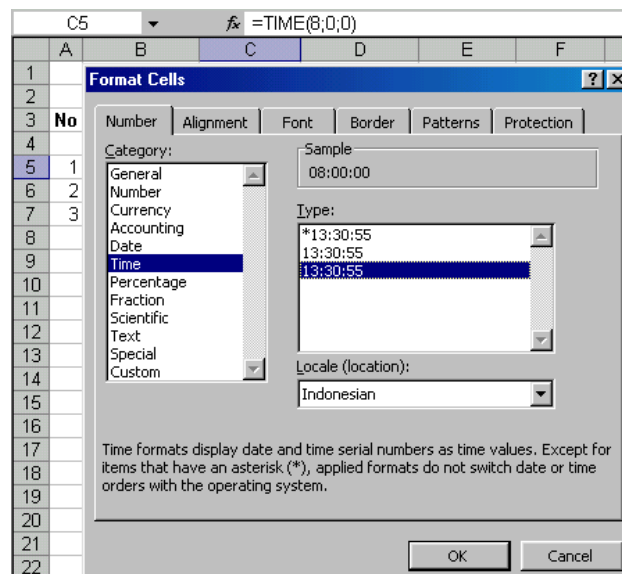 C5 fx =TIME(8;0;0)
A B C D E F
1
2
3 No
4
5 1
6 2
7 3
8
9
10
11
12
13
14
15
16
17
18
19
20
21
22
Format Cells ? X
Number Alignment Font Border Patterns Protection
Category:
General
Number
Currency
Accounting
Date
Time
Percentage
Fraction
Scientific
Text
Special
Custom
Sample
08:00:00
Type:
*13:30:55
13:30:55
13:30:55
Locale (location):
Indonesian
Time formats display date and time serial numbers as time values. Except for
items that have an asterisk (*), applied formats do not switch date or time
orders with the operating system.
OK Cancel